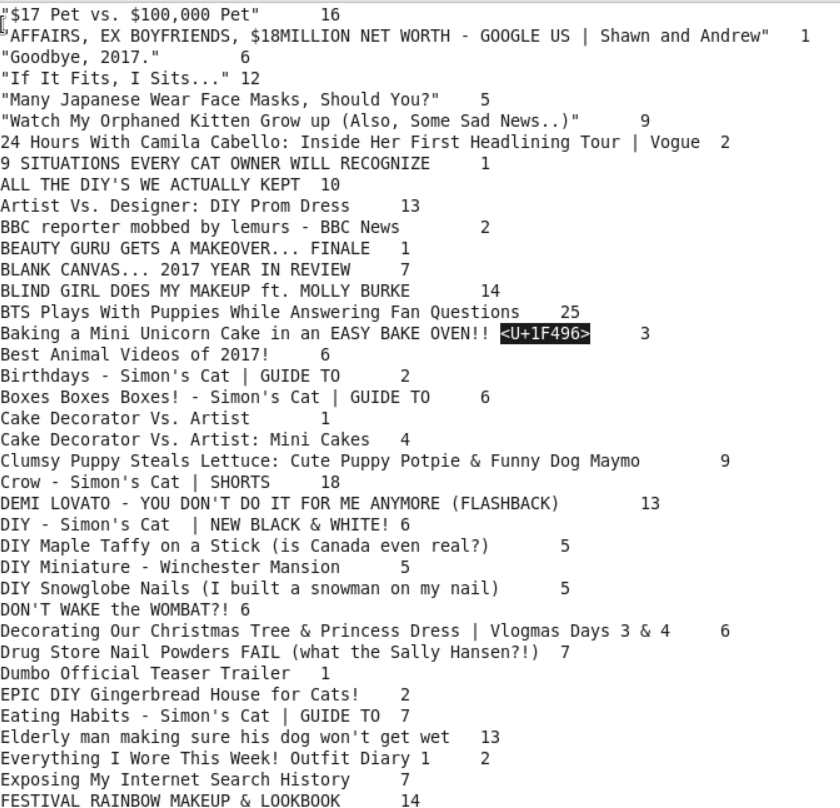 "$17 Pet vs. $100,000 Pet"	16
"AFFAIRS, EX BOYFRIENDS, $18MILLION NET WORTH - GOOGLE US | Shawn and Andrew"	1
"Goodbye, 2017."	6
"If It Fits, I Sits..."	12
"Many Japanese Wear Face Masks, Should You?"	5
"Watch My Orphaned Kitten Grow up (Also, Some Sad News..)"	9
24 Hours With Camila Cabello: Inside Her First Headlining Tour | Vogue	2
9 SITUATIONS EVERY CAT OWNER WILL RECOGNIZE	1
ALL THE DIY'S WE ACTUALLY KEPT	10
Artist Vs. Designer: DIY Prom Dress	13
BBC reporter mobbed by lemurs - BBC News	2
BEAUTY GURU GETS A MAKEOVER... FINALE	1
BLANK CANVAS... 2017 YEAR IN REVIEW	7
BLIND GIRL DOES MY MAKEUP ft. MOLLY BURKE	14
BTS Plays With Puppies While Answering Fan Questions	25
Baking a Mini Unicorn Cake in an EASY BAKE OVEN!! <U+1F496>	3
Best Animal Videos of 2017!	6
Birthdays - Simon's Cat | GUIDE TO	2
Boxes Boxes Boxes! - Simon's Cat | GUIDE TO	6
Cake Decorator Vs. Artist	1
Cake Decorator Vs. Artist: Mini Cakes	4
Clumsy Puppy Steals Lettuce: Cute Puppy Potpie & Funny Dog Maymo	9
Crow - Simon's Cat | SHORTS	18
DEMI LOVATO - YOU DON'T DO IT FOR ME ANYMORE (FLASHBACK)	13
DIY - Simon's Cat  | NEW BLACK & WHITE!	6
DIY Maple Taffy on a Stick (is Canada even real?)	5
DIY Miniature - Winchester Mansion	5
DIY Snowglobe Nails (I built a snowman on my nail)	5
DON'T WAKE the WOMBAT?!	6
Decorating Our Christmas Tree & Princess Dress | Vlogmas Days 3 & 4	6
Drug Store Nail Powders FAIL (what the Sally Hansen?!)	7
Dumbo Official Teaser Trailer	1
EPIC DIY Gingerbread House for Cats!	2
Eating Habits - Simon's Cat | GUIDE TO	7
Elderly man making sure his dog won't get wet	13
Everything I Wore This Week! Outfit Diary 1	2
Exposing My Internet Search History	7
FESTIVAL RAINBOW MAKEUP & LOOKBOOK	14